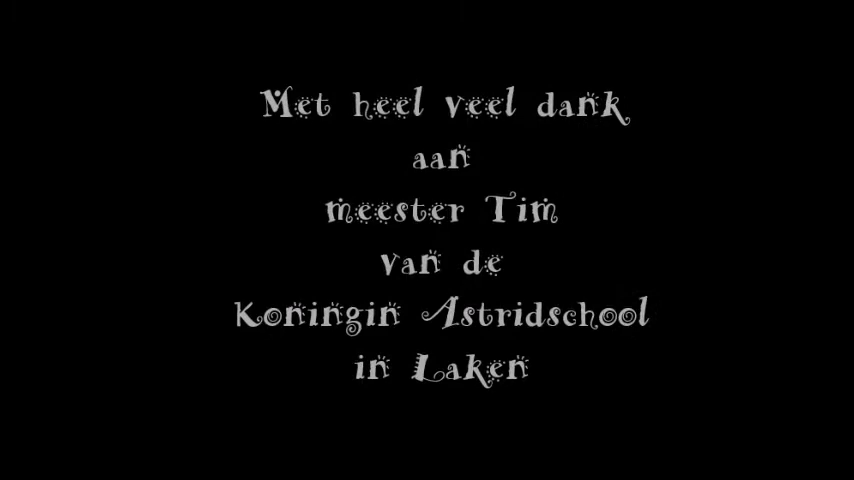 Met heel veel dank
aan
meester Tim
van de
Koningin Astridschool
in Laken